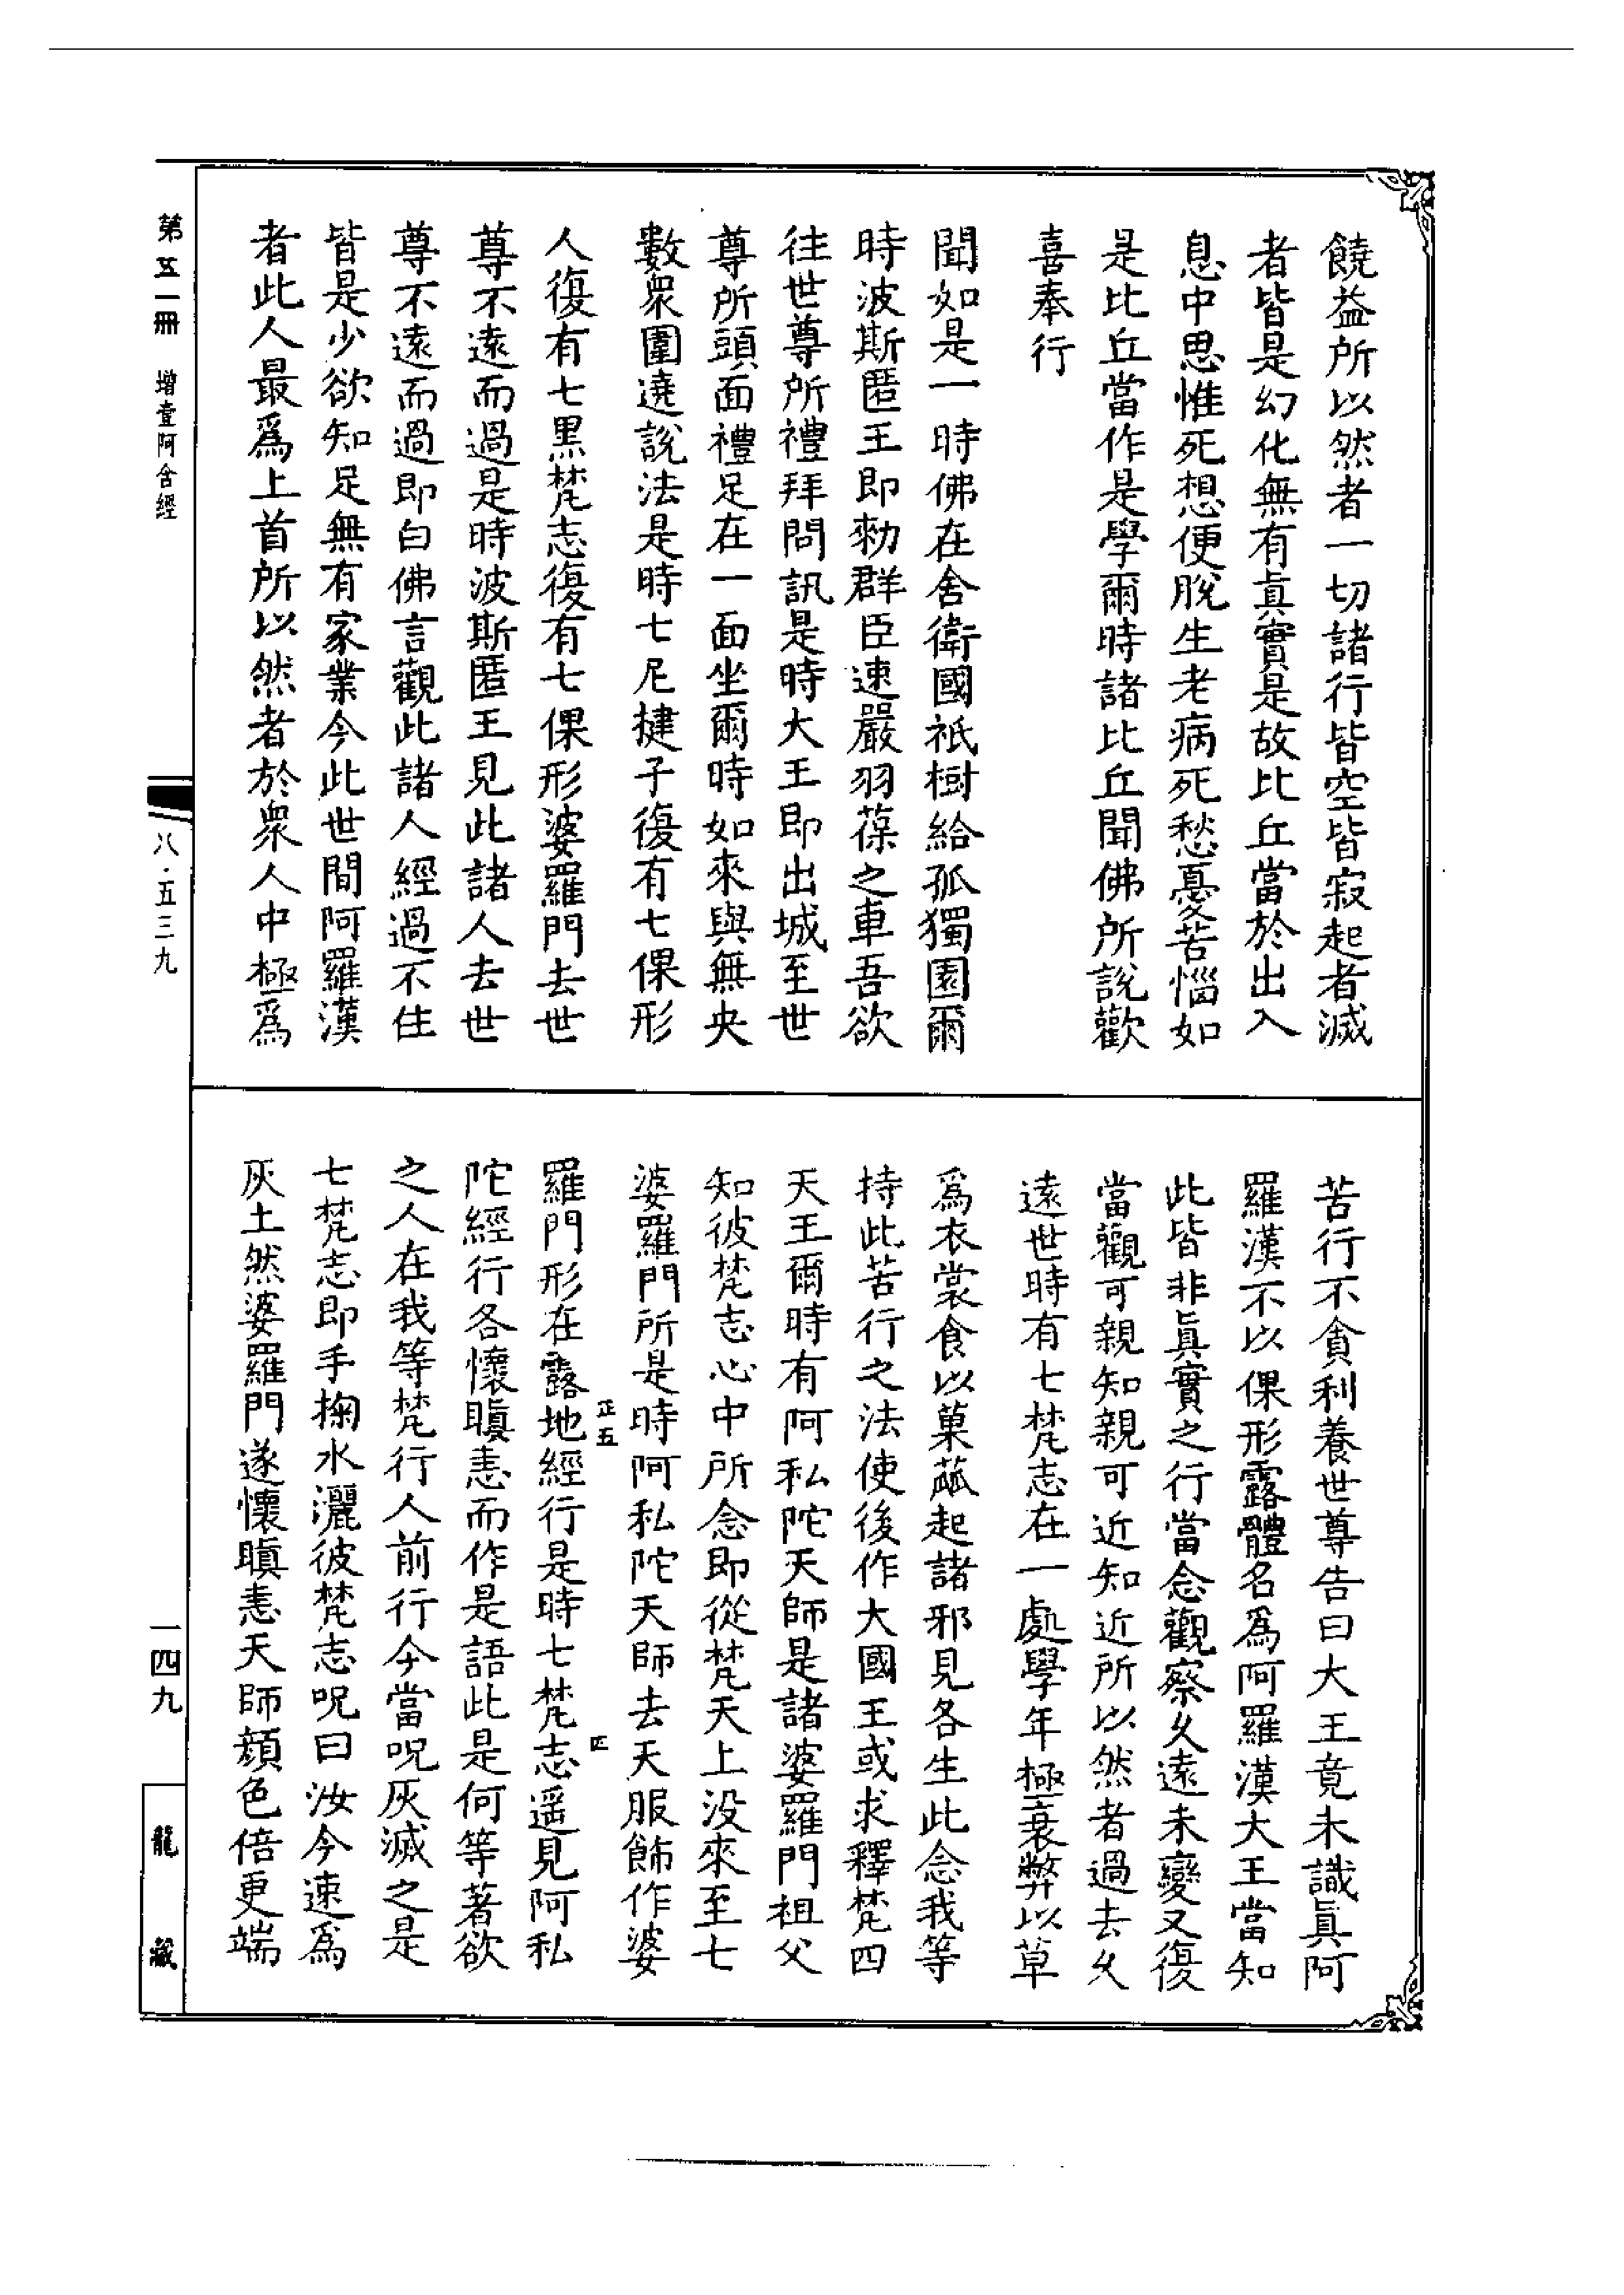 饒益所以然者一切諸行皆空皆寂起者滅
者皆是幻化無有真實是故比丘當於出入
息中思惟死想便脫生老病死愁憂苦惱如
是比丘當作是學爾時諸比丘聞佛所說歡
喜奉行
聞如是一時佛在舍衛國祇樹給孤獨園爾
時波斯匿王即勑群臣速嚴羽葆之車吾欲
往世尊所禮拜問訊是時大王即出城至世
尊所頭面禮足在一面坐爾時如來與無央
數衆圍遶說法是時七尼揵子復有七倮形
人復有七黑梵志復有七倮形婆羅門去世
尊不遠而過是時波斯匿王見此諸人去世
尊不遠而過即白佛言觀此諸人經過不住
皆是少欲知足無有家業今此世間阿羅漢
者此人最爲上首所以然者於衆人中極爲
苦行不貪利養世尊告曰大王竟未識眞阿
羅漢不以倮形露體名爲阿羅漢大王當知
此皆非眞實之行當念觀察久遠未變又復
當觀可親知親可近知近所以然者過去久
遠世時有七梵志在一處學年極衰弊以草
爲衣裳食以菓蓏起諸邪見各生此念我等
持此苦行之法使後作大國王或求釋梵四
天王爾時有阿私陀天師是諸婆羅門祖父
知彼梵志心中所念即從梵天上没來至七
婆羅門所是時阿私陀天師去天服飾作婆
正五
羅門形在露地經行是時七梵志遥見阿私
陀經行各懷瞋恚而作是語此是何等著欲
之人在我等梵行人前行今當呪灰滅之是
七梵志即手掬水灑彼梵志呪曰汝今速爲
灰土然婆羅門遂懷瞋恚天師顔色倍更端
第五一冊 增壹阿含經
八·五三九
一四九
龍藏